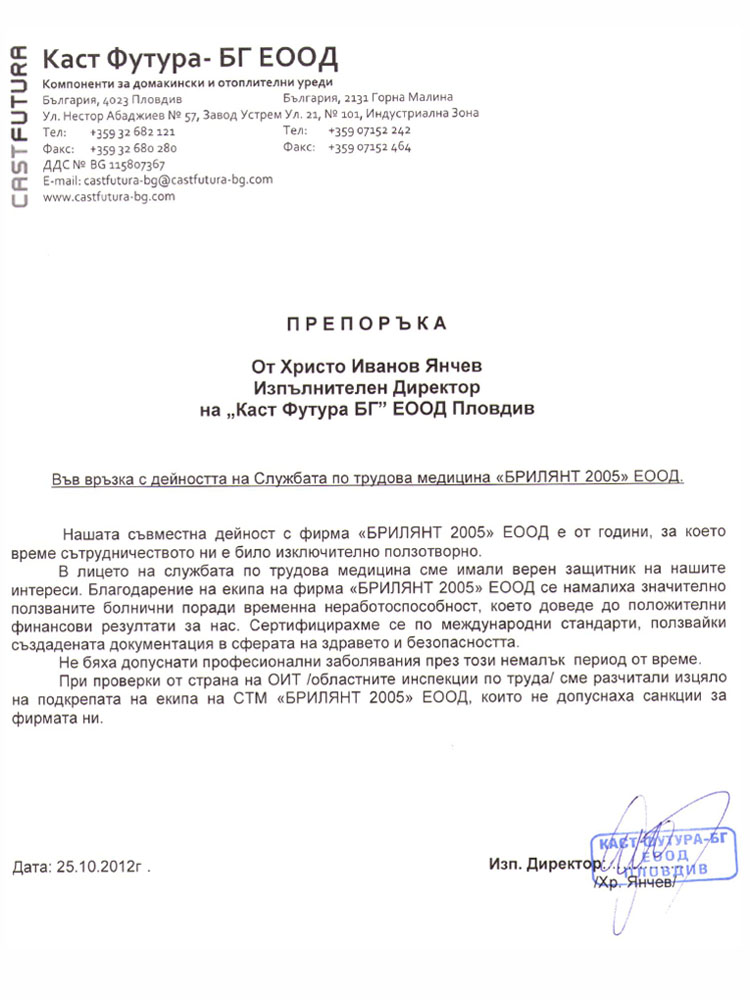 CASTFUTURA
Каст Футура- БГ ЕООД
Компоненти за домакински и отоплителни уреди
България, 4023 Пловдив България, 2131 Горна Малина
Ул. Нестор Абаджиев № 57, Завод Устрем Ул. 21, № 101, Индустриална Зона
Тел: +359 32 682 121 Тел: +359 07152 242
Факс: +359 32 680 280 Факс: +359 07152 464
ДДС № BG 115807367
E-mail: castfutura-bg@castfutura-bg.com
www.castfutura-bg.com
П Р Е П О Р Ъ К А
От Христо Иванов Янчев
Изпълнителен Директор
на „Каст Футура БГ” ЕООД Пловдив
Във връзка с дейността на Службата по трудова медицина «БРИЛЯНТ 2005» ЕООД.
Нашата съвместна дейност с фирма «БРИЛЯНТ 2005» ЕООД е от години, за което
време сътрудничеството ни е било изключително ползотворно.
В лицето на службата по трудова медицина сме имали верен защитник на нашите
интереси. Благодарение на екипа на фирма «БРИЛЯНТ 2005» ЕООД се намалиха значително
ползваните болнични поради временна неработоспособност, което доведе до положителни
финансови резултати за нас. Сертифицирахме се по международни стандарти, ползвайки
създадената документация в сферата на здравето и безопасността.
Не бяха допуснати професионални заболявания през този немалък период от време.
При проверки от страна на ОИТ /областните инспекции по труда/ сме разчитали изцяло
на подкрепата на екипа на СТМ «БРИЛЯНТ 2005» ЕООД, които не допуснаха санкции за
фирмата ни.
Дата: 25.10.2012г .
Изп. Директор:..............
/Хр. Янчев/
КАСТ-ФУТУРА-БГ
ЕООД
ПЛОВДИВ